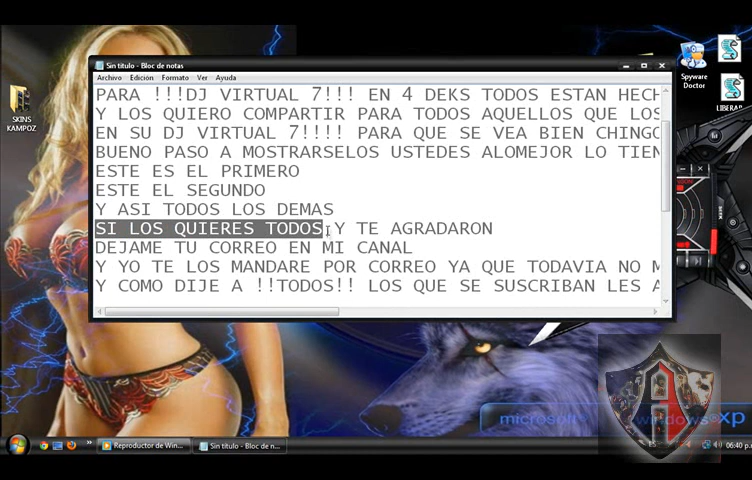 Sin título - Bloc de notas
Archivo Edición Formato Ver Ayuda
PARA !!!DJ VIRTUAL 7!!! EN 4 DEKS TODOS ESTAN HECH
Y LOS QUIERO COMPARTIR PARA TODOS AQUELLOS QUE LOS
EN SU DJ VIRTUAL 7!!!! PARA QUE SE VEA BIEN CHINGO
BUENO PASO A MOSTRARSELOS USTEDES ALOMEJOR LO TIEN
ESTE ES EL PRIMERO
ESTE EL SEGUNDO
Y ASI TODOS LOS DEMAS
SI LOS QUIERES TODOS Y TE AGRADARON
DEJAME TU CORREO EN MI CANAL
Y YO TE LOS MANDARE POR CORREO YA QUE TODAVIA NO M
Y COMO DIJE A !!TODOS!! LOS QUE SE SUSCRIBAN LES A
SKINS
KAMPOZ
Spyware
Doctor
LIBERAR
microsoft
windows xp
Reproductor de Win...
Sin título - Bloc de n...
ES
06:40 p.